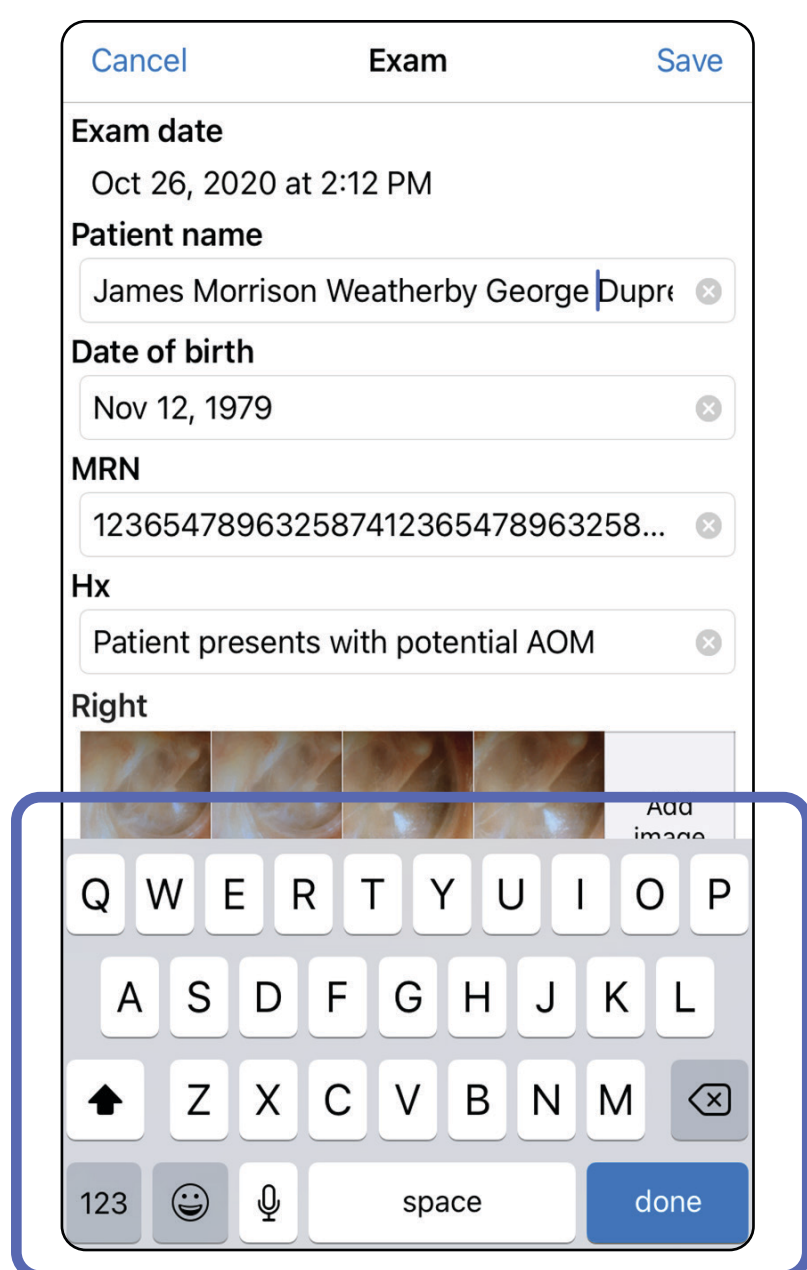 Cancel Exam Save
Exam date
Oct 26, 2020 at 2:12 PM
Patient name
James Morrison Weatherby George Dupre
Date of birth
Nov 12, 1979
MRN
12365478963258741236547896325​8...
Hx
Patient presents with potential AOM
Right
Add
image
Q W E R T Y U I O P
A S D F G H J K L
Z X C V B N M
123 space done